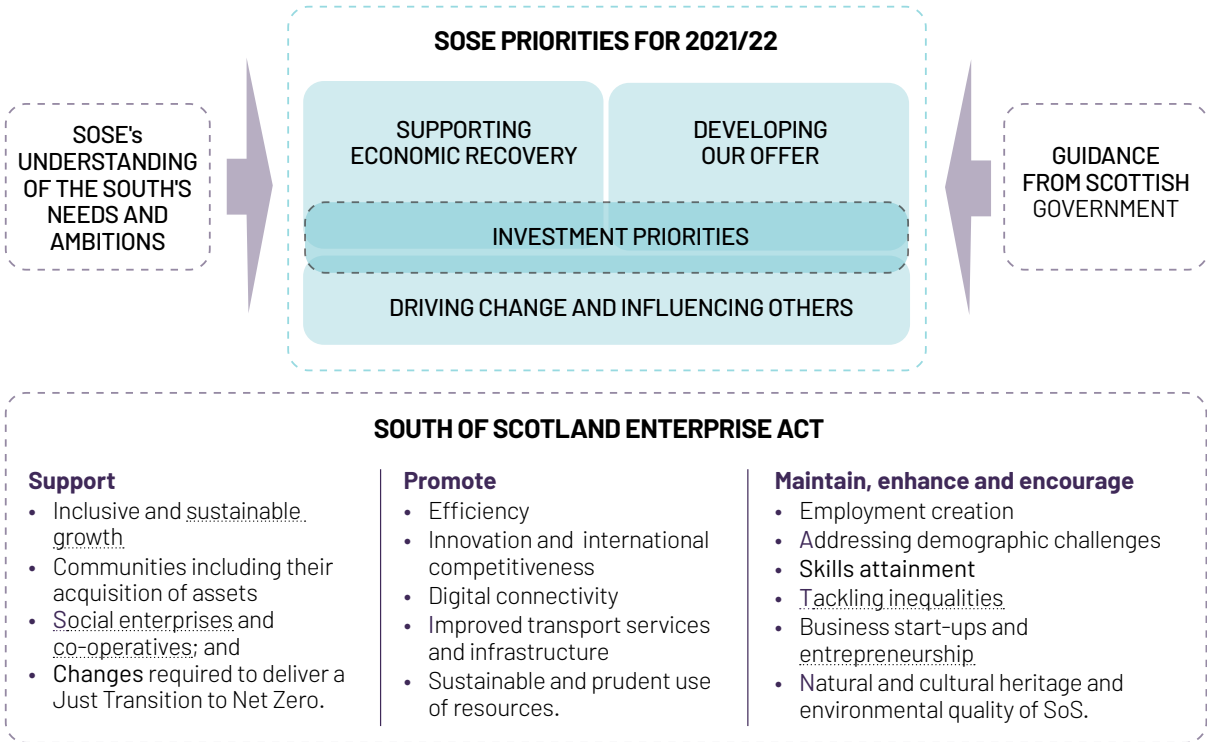 SOSE PRIORITIES FOR 2021/22
SOSE's
UNDERSTANDING
OF THE SOUTH'S
NEEDS AND
AMBITIONS
SUPPORTING
ECONOMIC RECOVERY
DEVELOPING
OUR OFFER
INVESTMENT PRIORITIES
DRIVING CHANGE AND INFLUENCING OTHERS
GUIDANCE
FROM SCOTTISH
GOVERNMENT
SOUTH OF SCOTLAND ENTERPRISE ACT
Support
• Inclusive and sustainable
growth
• Communities including their
acquisition of assets
• Social enterprises and
co-operatives; and
• Changes required to deliver a
Just Transition to Net Zero.
Promote
• Efficiency
• Innovation and international
competitiveness
• Digital connectivity
• Improved transport services
and infrastructure
• Sustainable and prudent use
of resources.
Maintain, enhance and encourage
• Employment creation
• Addressing demographic challenges
• Skills attainment
• Tackling inequalities
• Business start-ups and
entrepreneurship
• Natural and cultural heritage and
environmental quality of SoS.